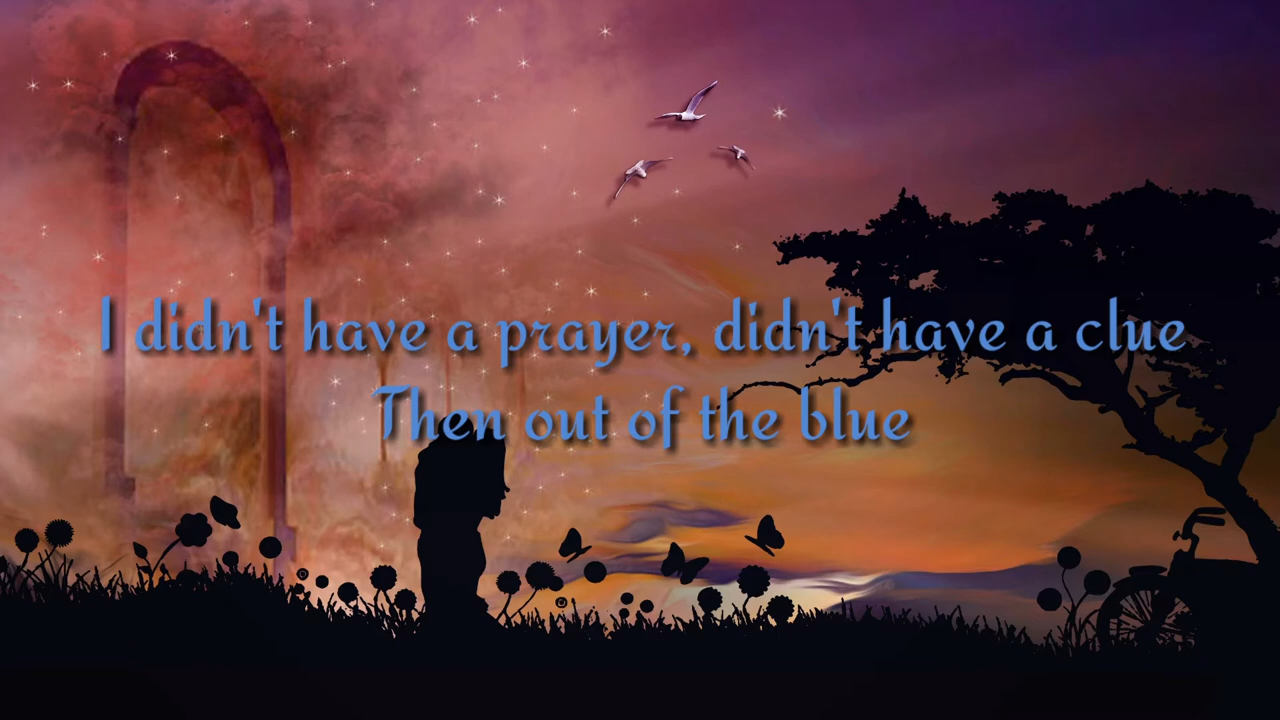 I didn't have a prayer, didn't have a clue
Then out of the blue